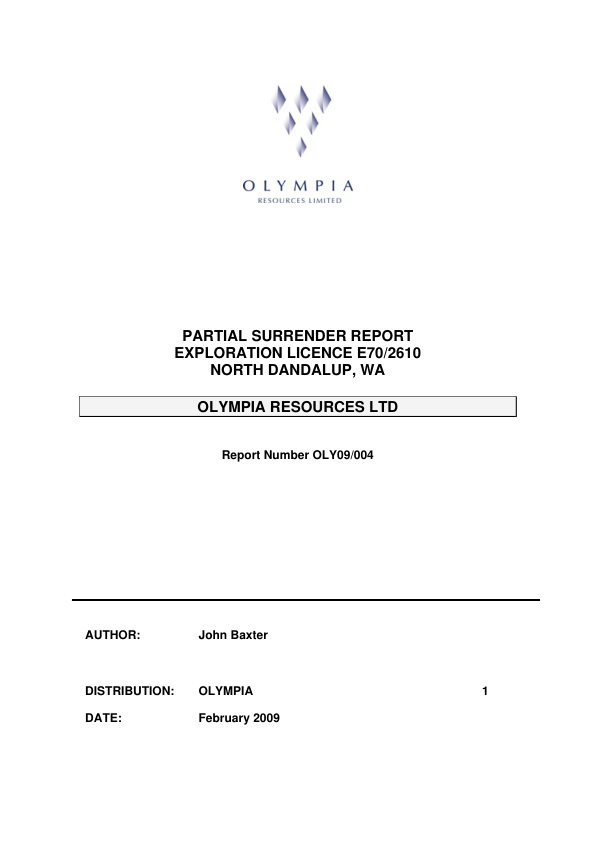 OLYMPIA
RESOURCES LIMITED
PARTIAL SURRENDER REPORT
EXPLORATION LICENCE E70/2610
NORTH DANDALUP, WA
OLYMPIA RESOURCES LTD
Report Number OLY09/004
AUTHOR: John Baxter
DISTRIBUTION: OLYMPIA 1
DATE: February 2009